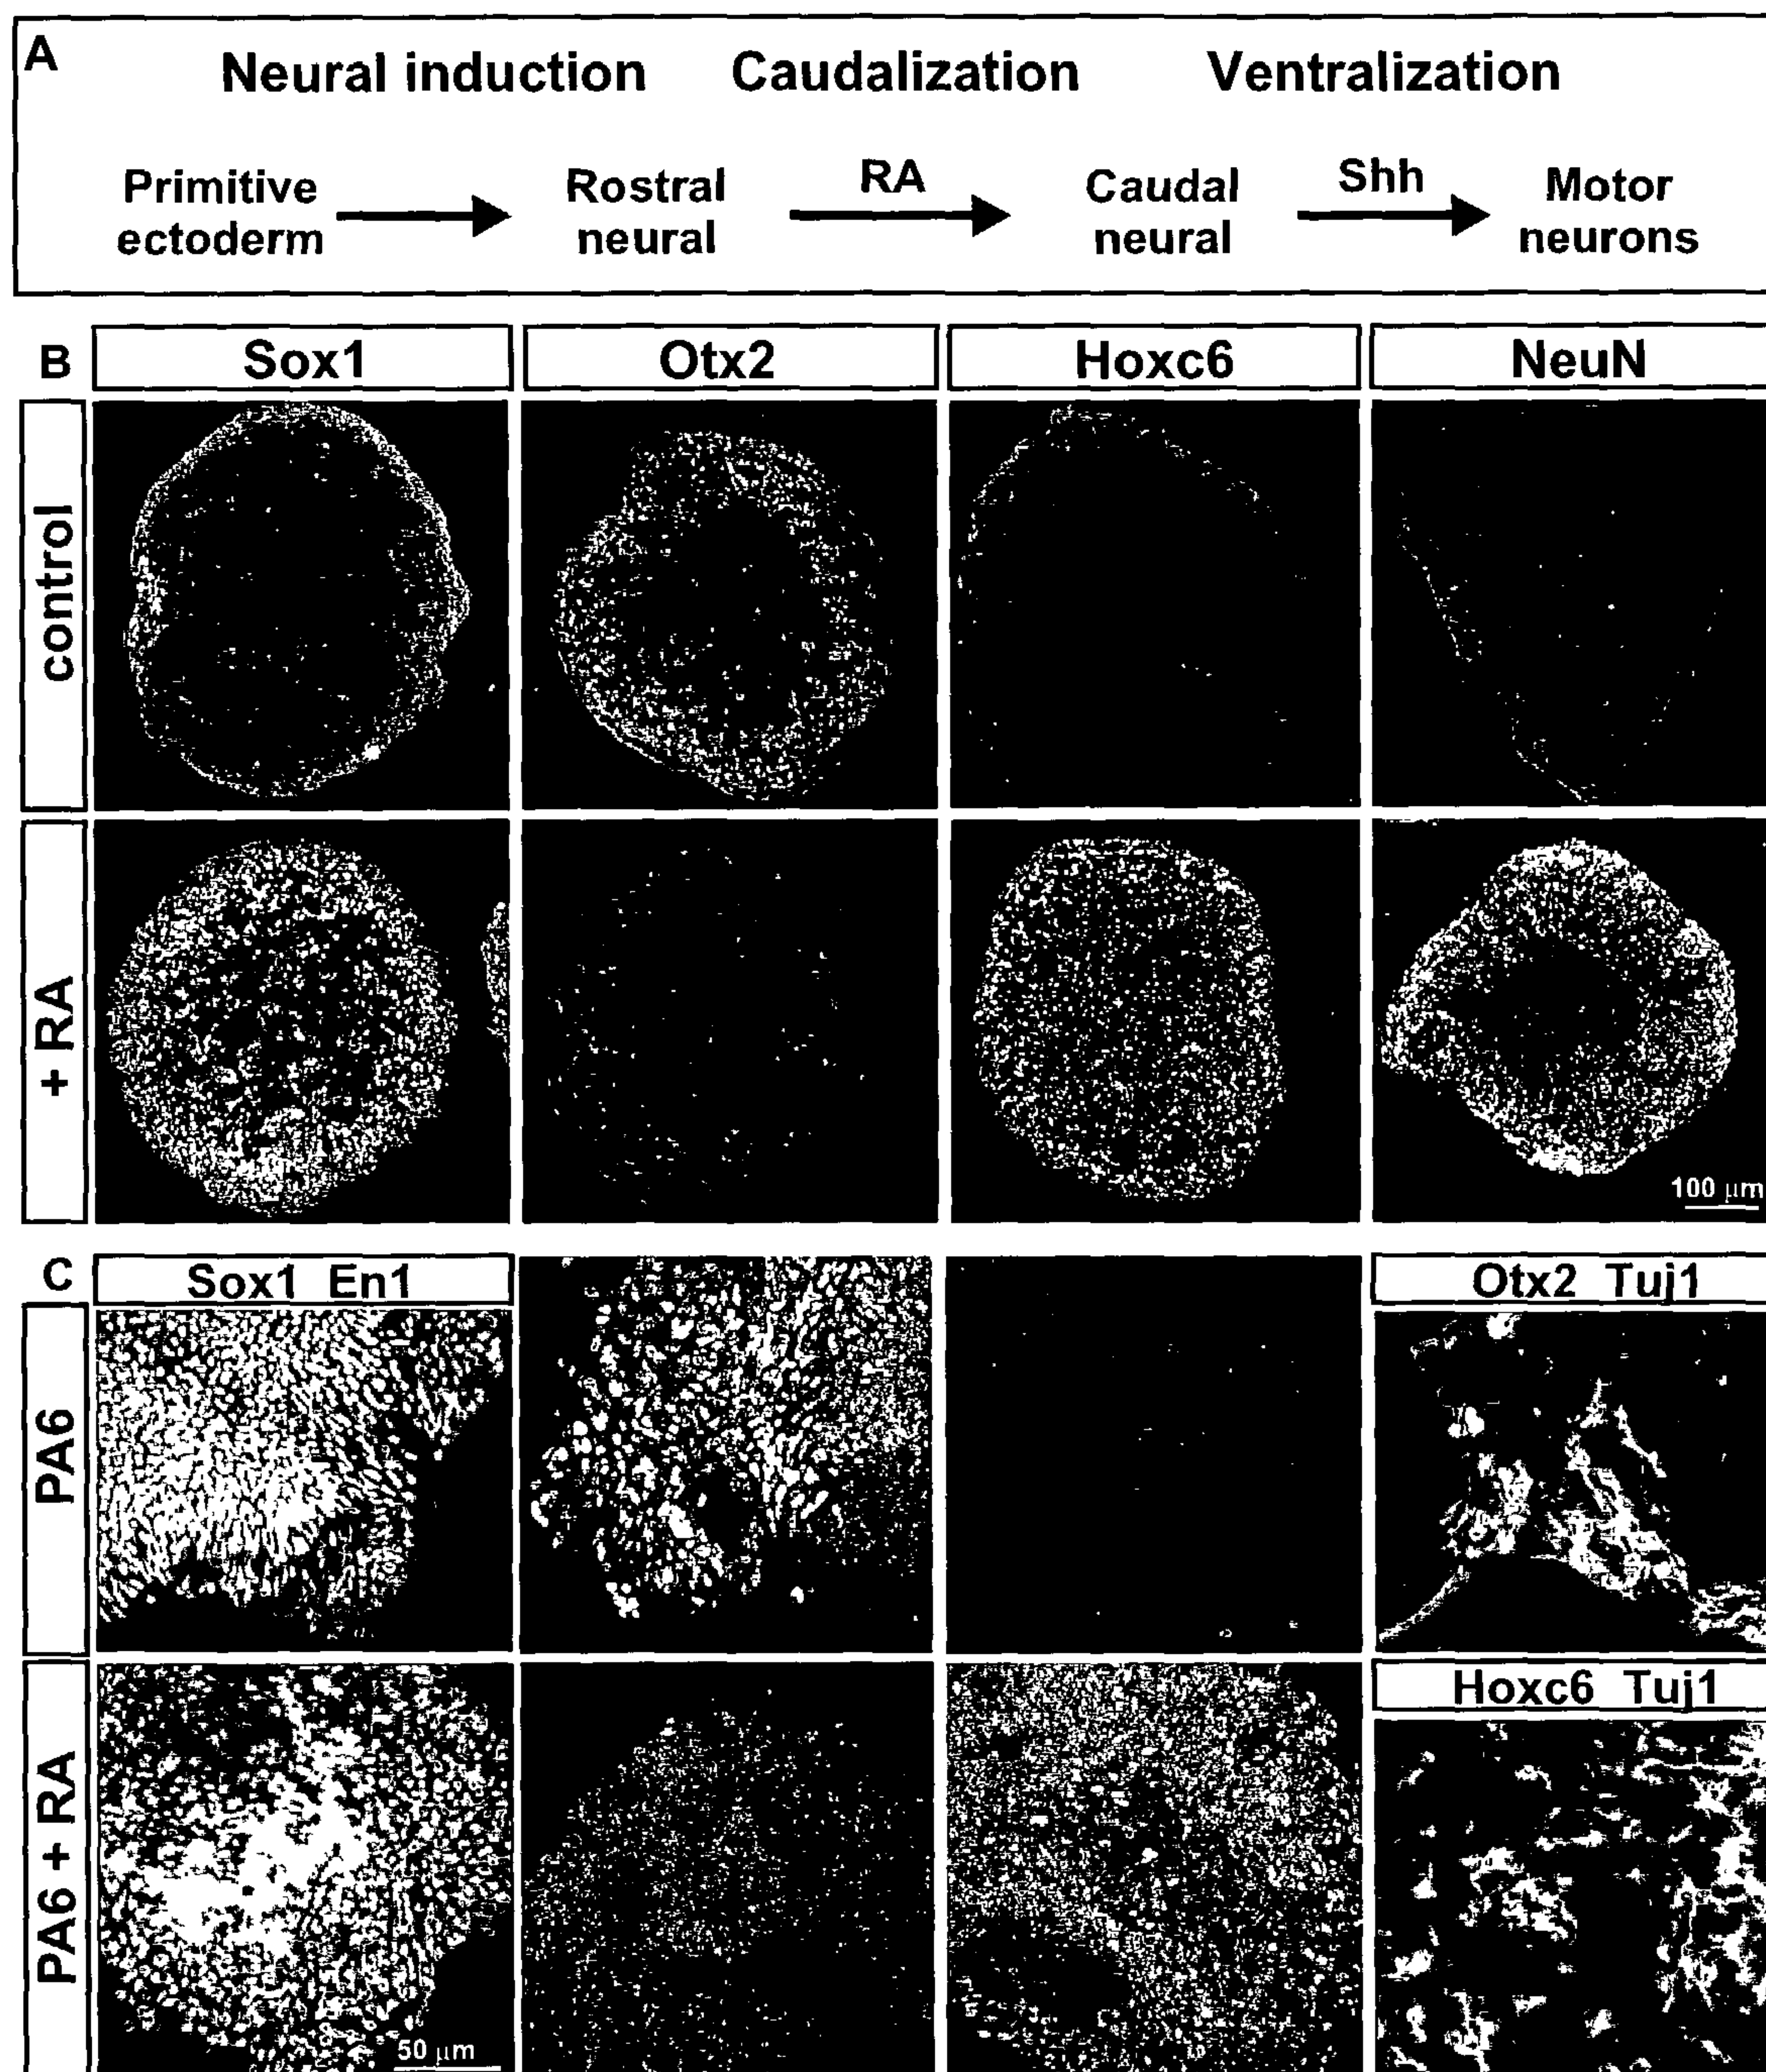 A
Neural induction Caudalization Ventralization
Primitive ectoderm
Rostral neural
RA
Caudal neural
Shh
Motor neurons
B
Sox1 Otx2 Hoxc6 NeuN
control
+ RA
100 μm
C
Sox1 En1
Otx2 Tuj1
PA6
Hoxc6 Tuj1
PA6 + RA
50 μm